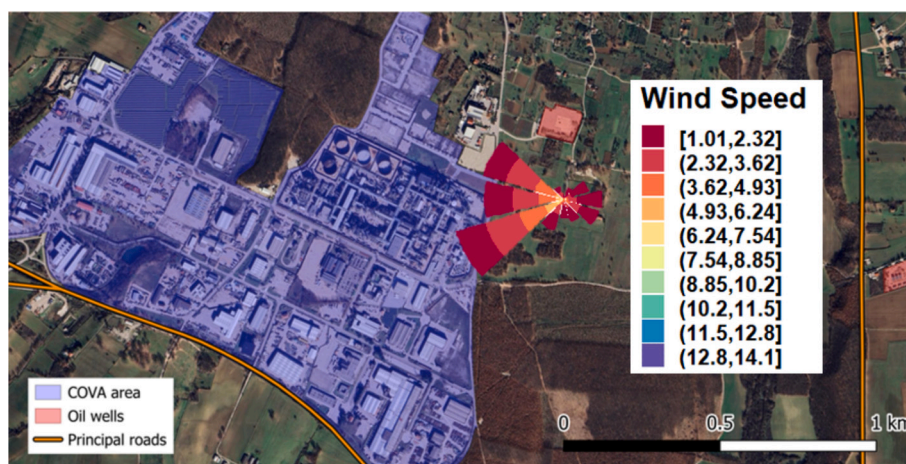 Wind Speed
[1.01,2.32]
(2.32,3.62]
(3.62,4.93]
(4.93,6.24]
(6.24,7.54]
(7.54,8.85]
(8.85,10.2]
(10.2,11.5]
(11.5,12.8]
(12.8,14.1]
COVA area
Oil wells
Principal roads
0 0.5 1 km